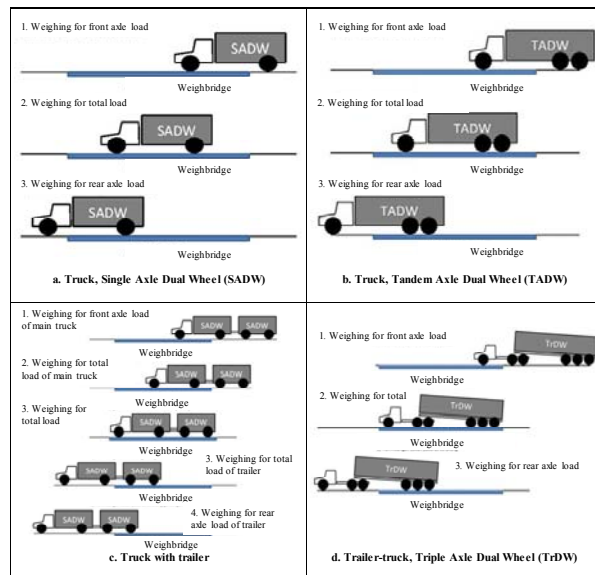 1. Weighing for front axle load
SADW
Weighbridge
2. Weighing for total load
SADW
Weighbridge
3. Weighing for rear axle load
SADW
Weighbridge
a. Truck, Single Axle Dual Wheel (SADW)
1. Weighing for front axle load
TADW
Weighbridge
2. Weighing for total load
TADW
Weighbridge
3. Weighing for rear axle load
TADW
Weighbridge
b. Truck, Tandem Axle Dual Wheel (TADW)
1. Weighing for front axle load
of main truck
SADW SADW
Weighbridge
2. Weighing for total
load of main truck
SADW SADW
Weighbridge
3. Weighing for
total load
SADW SADW
Weighbridge
3. Weighing for total
load of trailer
SADW SADW
Weighbridge
4. Weighing for rear
axle load of trailer
SADW SADW
Weighbridge
c. Truck with trailer
1. Weighing for front axle load
TrDW
Weighbridge
2. Weighing for total
TrDW
Weighbridge
3. Weighing for rear axle load
TrDW
Weighbridge
d. Trailer-truck, Triple Axle Dual Wheel (TrDW)